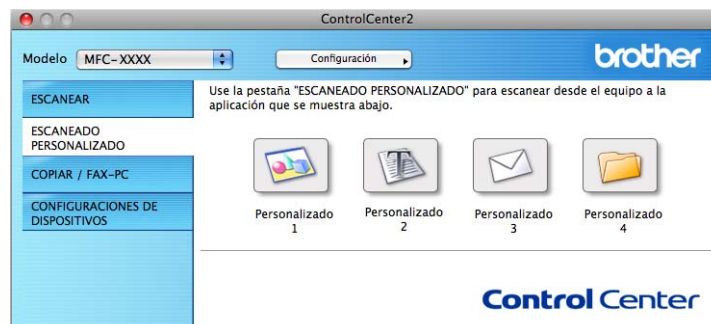 ControlCenter2
Modelo MFC-XXXX Configuración brother
ESCANEAR
ESCANEADO
PERSONALIZADO
COPIAR / FAX-PC
CONFIGURACIONES DE
DISPOSITIVOS
Use la pestaña "ESCANEADO PERSONALIZADO" para escanear desde el equipo a la
aplicación que se muestra abajo.
Personalizado
1
Personalizado
2
Personalizado
3
Personalizado
4
Control Center